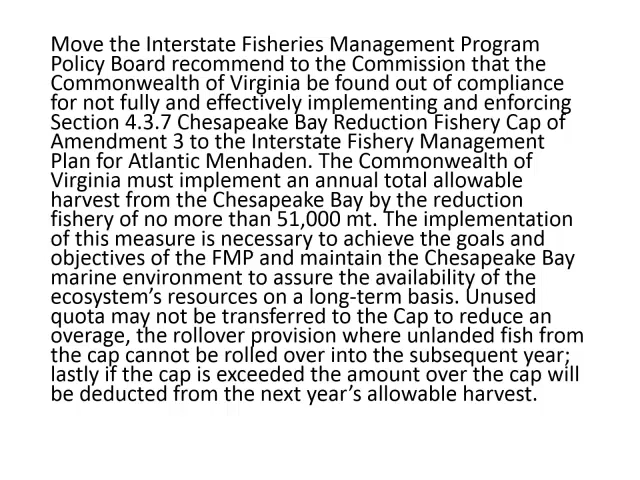 Move the Interstate Fisheries Management Program
Policy Board recommend to the Commission that the
Commonwealth of Virginia be found out of compliance
for not fully and effectively implementing and enforcing
Section 4.3.7 Chesapeake Bay Reduction Fishery Cap of
Amendment 3 to the Interstate Fishery Management
Plan for Atlantic Menhaden. The Commonwealth of
Virginia must implement an annual total allowable
harvest from the Chesapeake Bay by the reduction
fishery of no more than 51,000 mt. The implementation
of this measure is necessary to achieve the goals and
objectives of the FMP and maintain the Chesapeake Bay
marine environment to assure the availability of the
ecosystem’s resources on a long-term basis. Unused
quota may not be transferred to the Cap to reduce an
overage, the rollover provision where unlanded fish from
the cap cannot be rolled over into the subsequent year;
lastly if the cap is exceeded the amount over the cap will
be deducted from the next year’s allowable harvest.